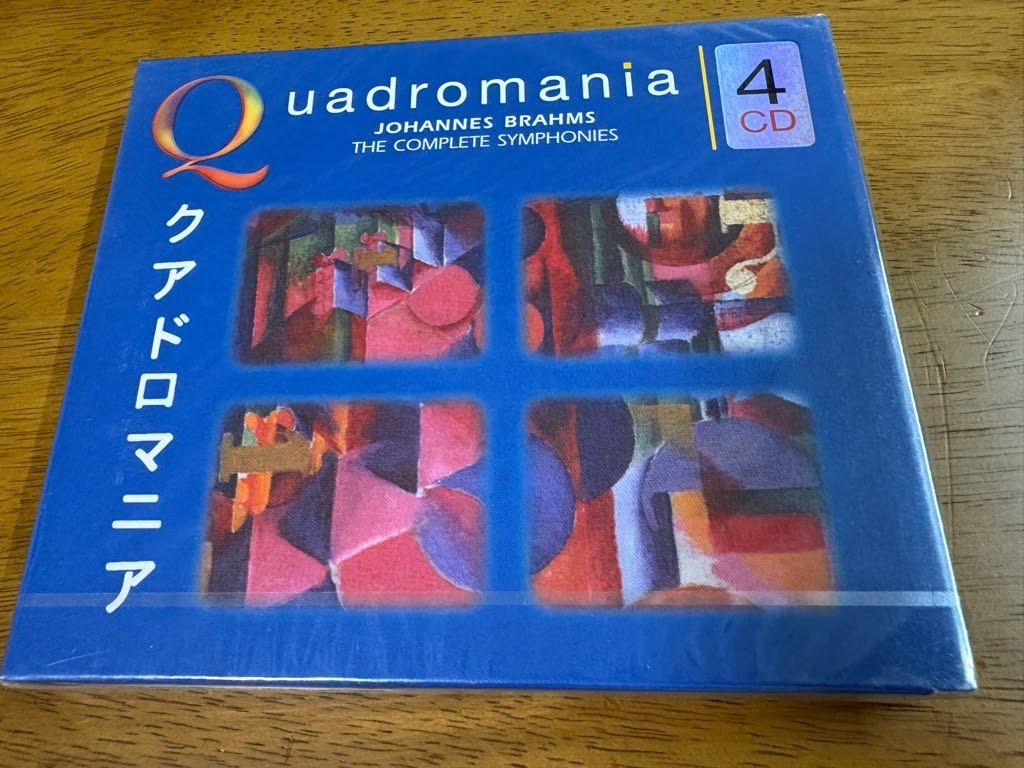 Quadromania
JOHANNES BRAHMS
THE COMPLETE SYMPHONIES
4
CD
クアドロマニア